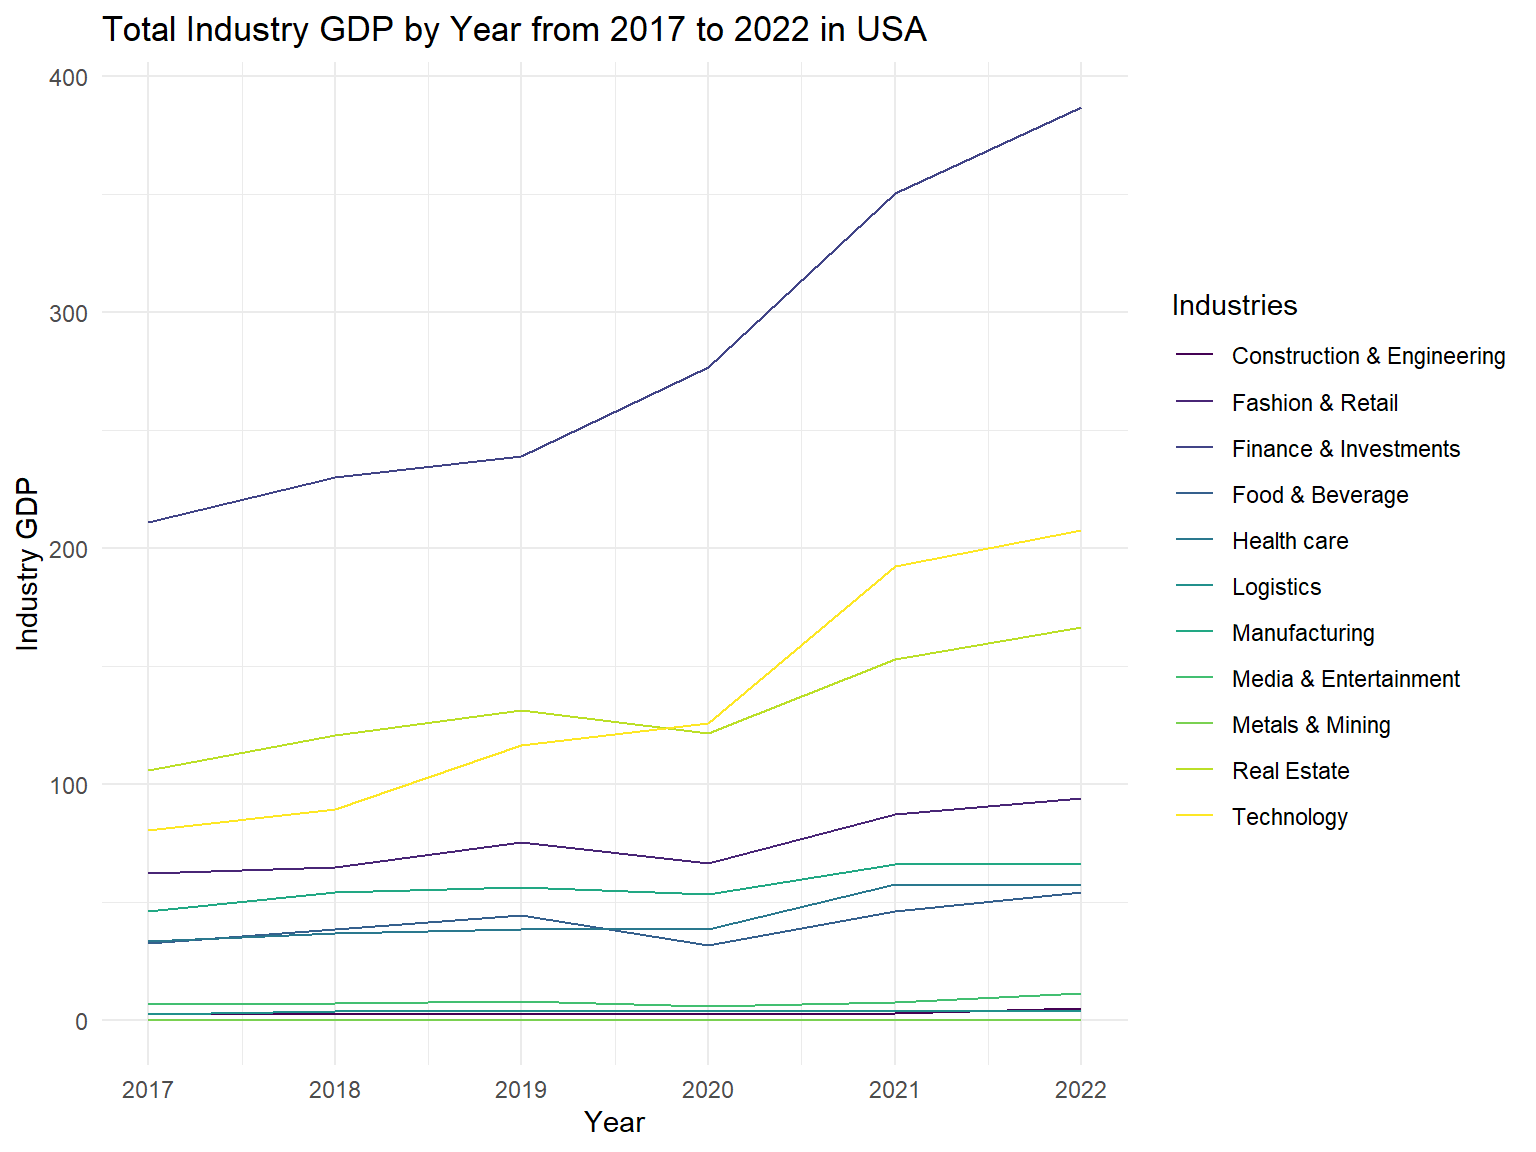 Total Industry GDP by Year from 2017 to 2022 in USA
400
300
200
100
0
Industry GDP
2017 2018 2019 2020 2021 2022
Year
Industries
Construction & Engineering
Fashion & Retail
Finance & Investments
Food & Beverage
Health care
Logistics
Manufacturing
Media & Entertainment
Metals & Mining
Real Estate
Technology